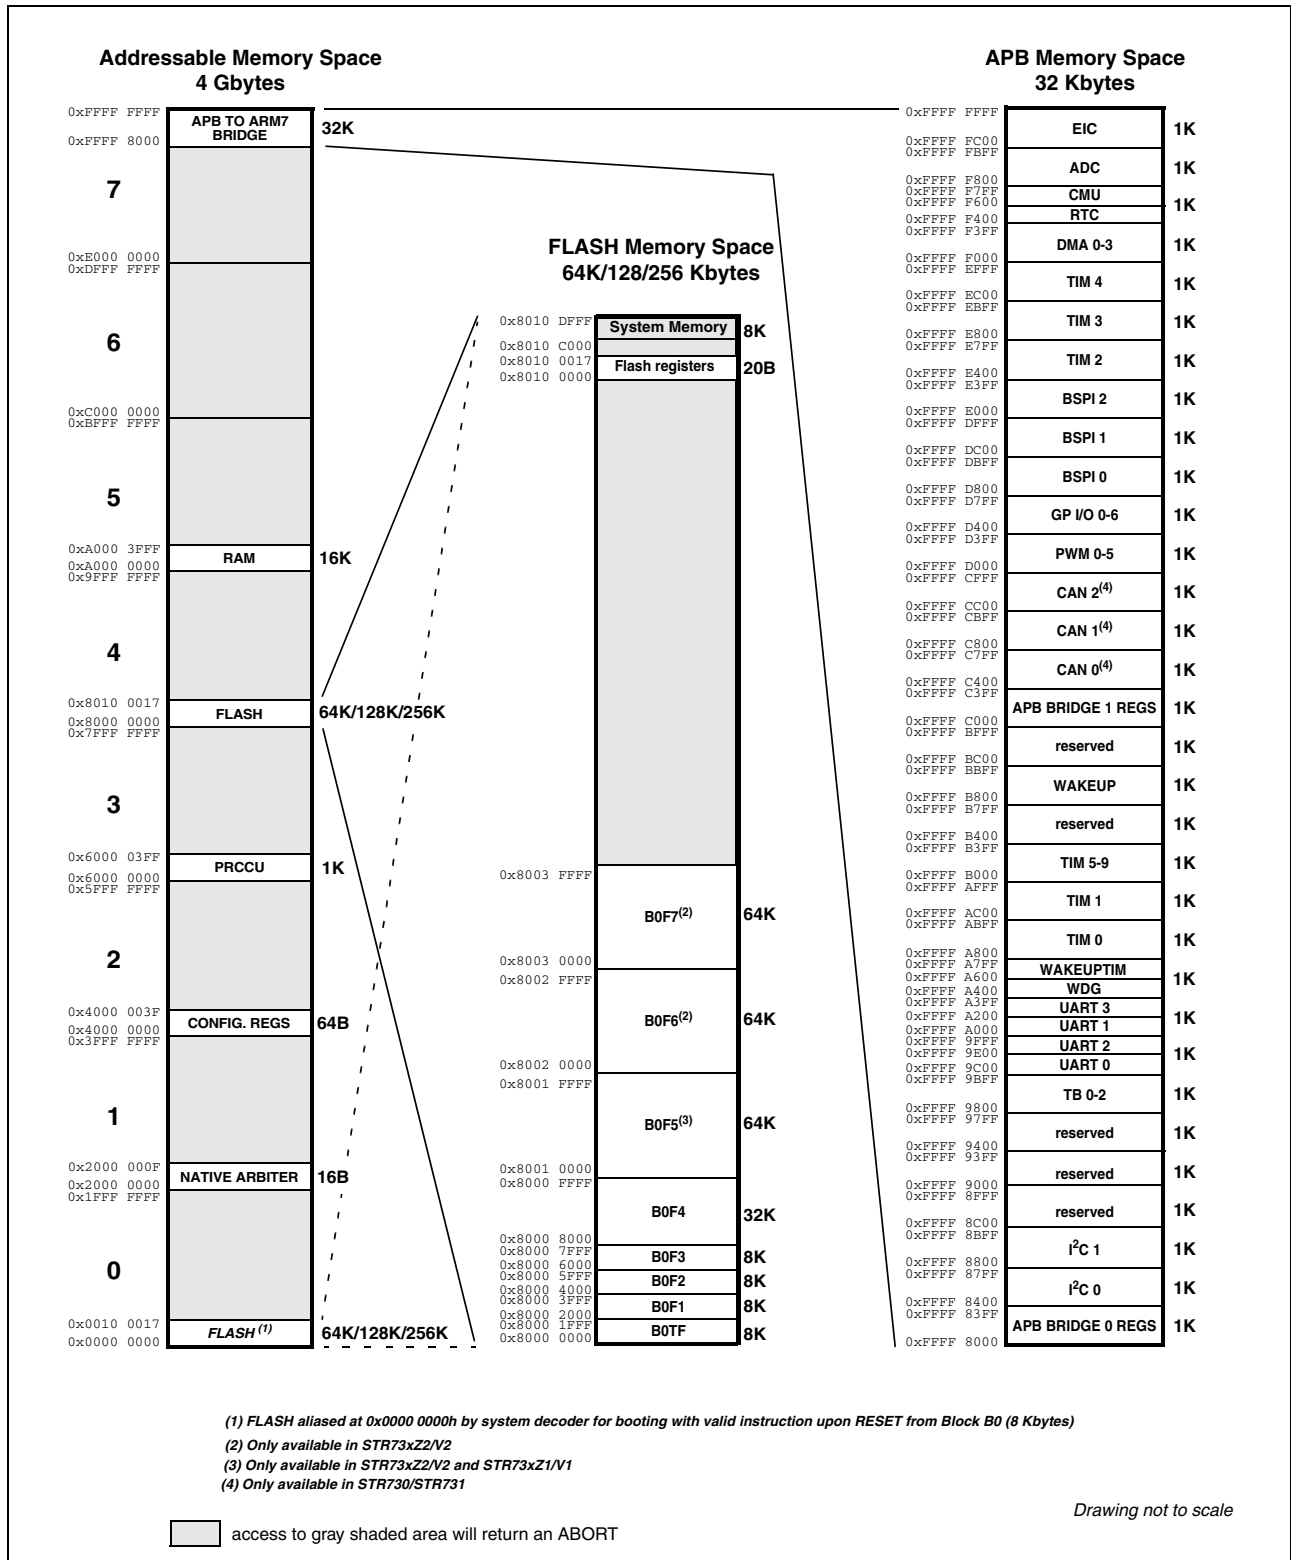 Addressable Memory Space
4 Gbytes
0xFFFF FFFF
APB TO ARM7
BRIDGE
32K
0xFFFF 8000
7
0xE000 0000
0xDFFF FFFF
6
0xC000 0000
0xBFFF FFFF
5
0xA000 3FFF
RAM
16K
0xA000 0000
0x9FFF FFFF
4
0x8010 0017
FLASH
64K/128K/256K
0x8000 0000
0x7FFF FFFF
3
0x6000 03FF
PRCCU
1K
0x6000 0000
0x5FFF FFFF
2
0x4000 003F
CONFIG. REGS
64B
0x4000 0000
0x3FFF FFFF
1
0x2000 000F
NATIVE ARBITER
16B
0x2000 0000
0x1FFF FFFF
0
0x0010 0017
FLASH (1)
64K/128K/256K
0x0000 0000
FLASH Memory Space
64K/128/256 Kbytes
0x8010 DFFF
System Memory
8K
0x8010 C000
0x8010 0017
Flash registers
20B
0x8010 0000
0x8003 FFFF
B0F7(2)
64K
0x8003 0000
0x8002 FFFF
B0F6(2)
64K
0x8002 0000
0x8001 FFFF
B0F5(3)
64K
0x8001 0000
0x8000 FFFF
B0F4
32K
0x8000 8000
0x8000 7FFF
B0F3
8K
0x8000 6000
0x8000 5FFF
B0F2
8K
0x8000 4000
0x8000 3FFF
B0F1
8K
0x8000 2000
0x8000 1FFF
B0TF
8K
0x8000 0000
APB Memory Space
32 Kbytes
0xFFFF FFFF
EIC
1K
0xFFFF FC00
0xFFFF FBFF
ADC
1K
0xFFFF F800
0xFFFF F7FF
CMU
0xFFFF F600
1K
RTC
0xFFFF F400
0xFFFF F3FF
DMA 0-3
1K
0xFFFF F000
0xFFFF EFFF
TIM 4
1K
0xFFFF EC00
0xFFFF EBFF
TIM 3
1K
0xFFFF E800
0xFFFF E7FF
TIM 2
1K
0xFFFF E400
0xFFFF E3FF
BSPI 2
1K
0xFFFF E000
0xFFFF DFFF
BSPI 1
1K
0xFFFF DC00
0xFFFF DBFF
BSPI 0
1K
0xFFFF D800
0xFFFF D7FF
GP I/O 0-6
1K
0xFFFF D400
0xFFFF D3FF
PWM 0-5
1K
0xFFFF D000
0xFFFF CFFF
CAN 2(4)
1K
0xFFFF CC00
0xFFFF CBFF
CAN 1(4)
1K
0xFFFF C800
0xFFFF C7FF
CAN 0(4)
1K
0xFFFF C400
0xFFFF C3FF
APB BRIDGE 1 REGS
1K
0xFFFF C000
0xFFFF BFFF
reserved
1K
0xFFFF BC00
0xFFFF BBFF
WAKEUP
1K
0xFFFF B800
0xFFFF B7FF
reserved
1K
0xFFFF B400
0xFFFF B3FF
TIM 5-9
1K
0xFFFF B000
0xFFFF AFFF
TIM 1
1K
0xFFFF AC00
0xFFFF ABFF
TIM 0
1K
0xFFFF A800
0xFFFF A7FF
WAKEUPTIM
0xFFFF A600
1K
WDG
0xFFFF A400
0xFFFF A3FF
UART 3
0xFFFF A200
1K
UART 1
0xFFFF A000
0xFFFF 9FFF
UART 2
0xFFFF 9E00
1K
UART 0
0xFFFF 9C00
0xFFFF 9BFF
TB 0-2
1K
0xFFFF 9800
0xFFFF 97FF
reserved
1K
0xFFFF 9400
0xFFFF 93FF
reserved
1K
0xFFFF 9000
0xFFFF 8FFF
reserved
1K
0xFFFF 8C00
0xFFFF 8BFF
I2C 1
1K
0xFFFF 8800
0xFFFF 87FF
I2C 0
1K
0xFFFF 8400
0xFFFF 83FF
APB BRIDGE 0 REGS
1K
0xFFFF 8000
(1) FLASH aliased at 0x0000 0000h by system decoder for booting with valid instruction upon RESET from Block B0 (8 Kbytes)
(2) Only available in STR73xZ2/V2
(3) Only available in STR73xZ2/V2 and STR73xZ1/V1
(4) Only available in STR730/STR731
Drawing not to scale
access to gray shaded area will return an ABORT